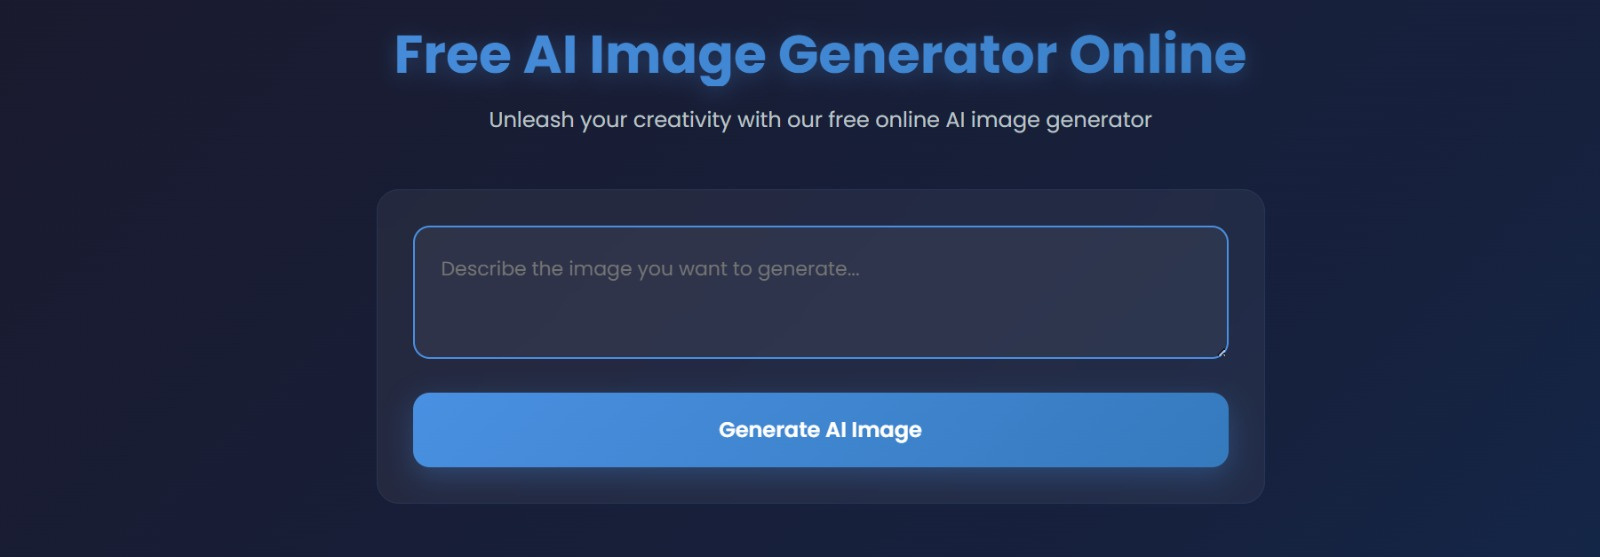 Free AI Image Generator Online
Unleash your creativity with our free online AI image generator
Describe the image you want to generate...
Generate AI Image